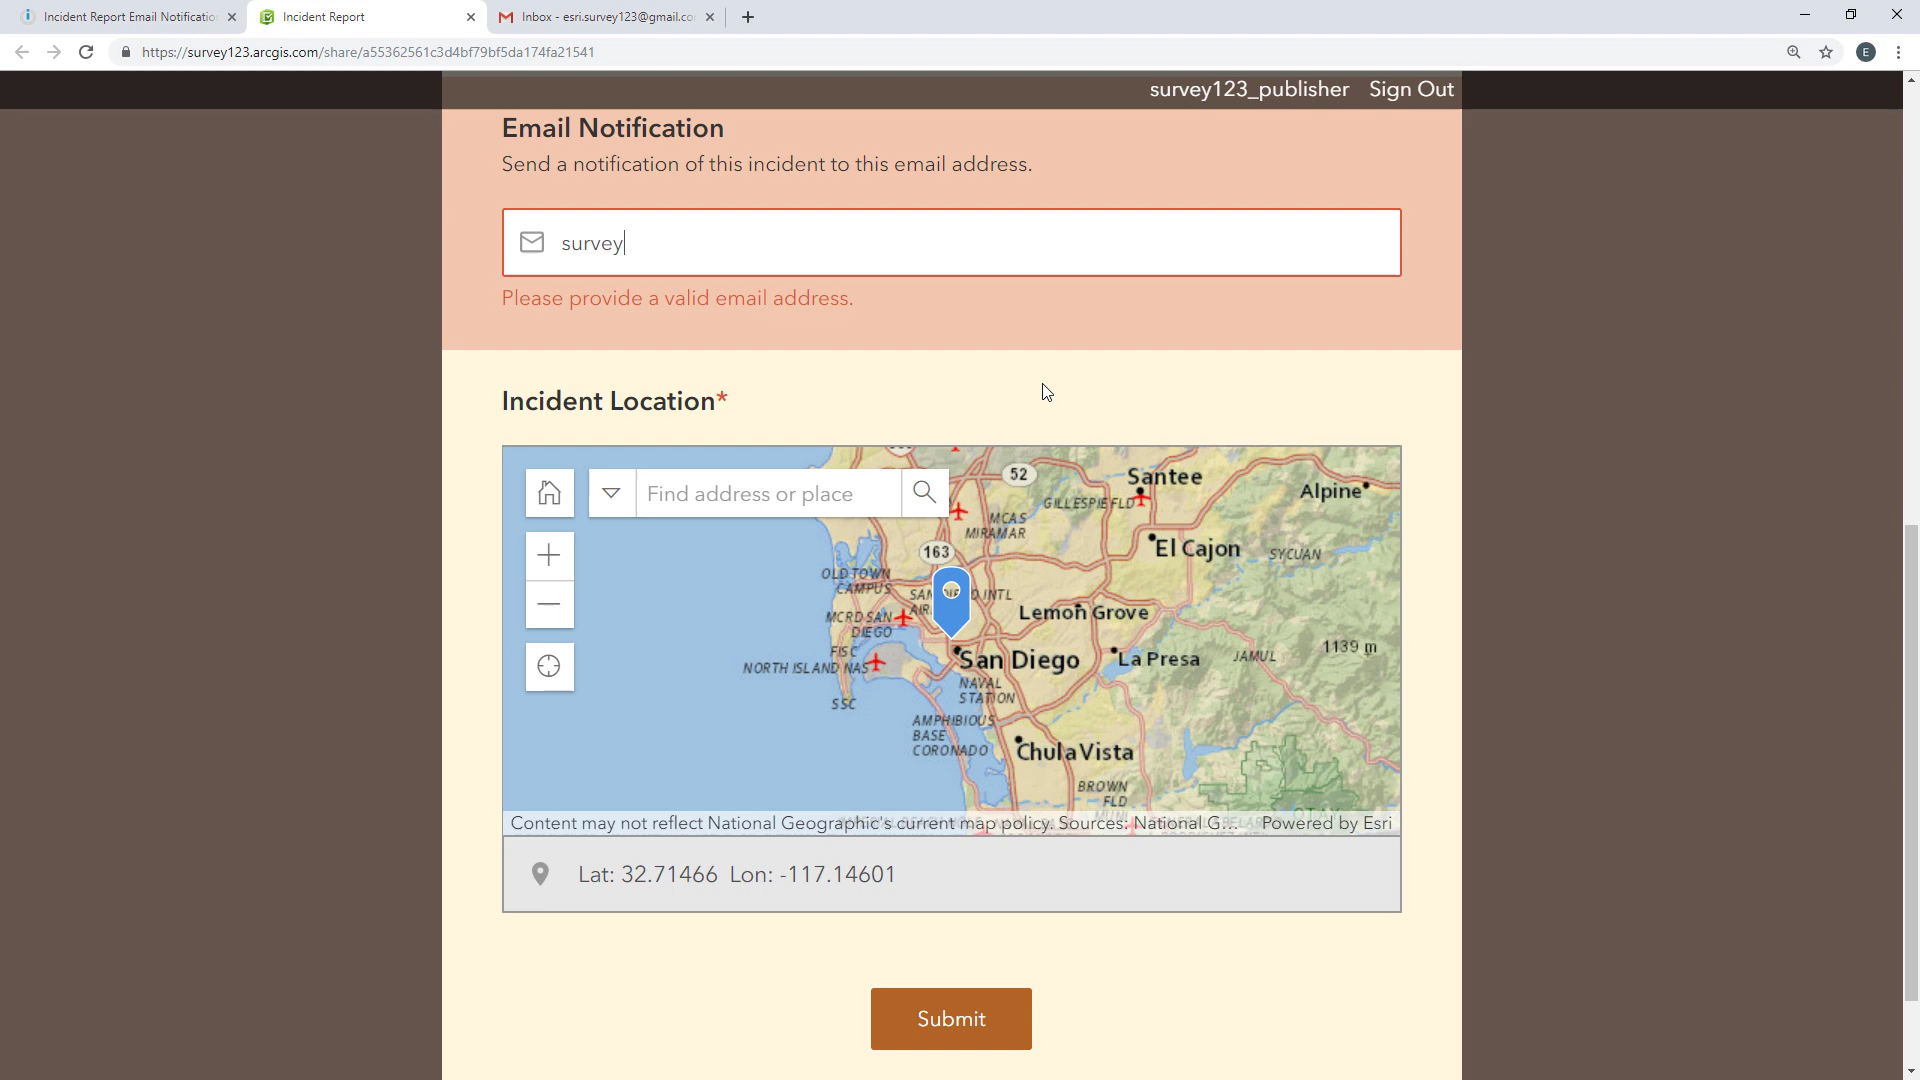 Incident Report Email Notificatio
Incident Report
Inbox - esri.survey123@gmail.co
https://survey123.arcgis.com/share/a55362561c3d4bf79bf5da174fa21541
E
survey123_publisher Sign Out
Email Notification
Send a notification of this incident to this email address.
survey
Please provide a valid email address.
Incident Location*
Find address or place
52
Santee
Alpine
GILLESPIE FLD
MCAS
MIRAMAR
163
El Cajon
SYCUAN
OLD TOWN
CAMPUS
MCRD SAN
DIEGO
Lemon Grove
1139 m
FISC
NORTH ISLAND NAS
San Diego
La Presa
JAMUL
NAVAL
STATION
SSC
AMPHIBIOUS
BASE
CORONADO
Chula Vista
BROWN
FLD
Content may not reflect National Geographic's current map policy. Sources: National G... Powered by Esri
Lat: 32.71466 Lon: -117.14601
Submit